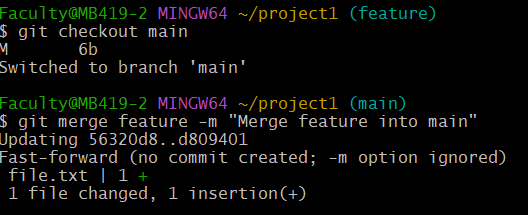 Faculty@MB419-2 MINGW64 ~/project1 (feature)
$ git checkout main
M       6b
Switched to branch 'main'

Faculty@MB419-2 MINGW64 ~/project1 (main)
$ git merge feature -m "Merge feature into main"
Updating 56320d8..d809401
Fast-forward (no commit created; -m option ignored)
 file.txt | 1 +
 1 file changed, 1 insertion(+)